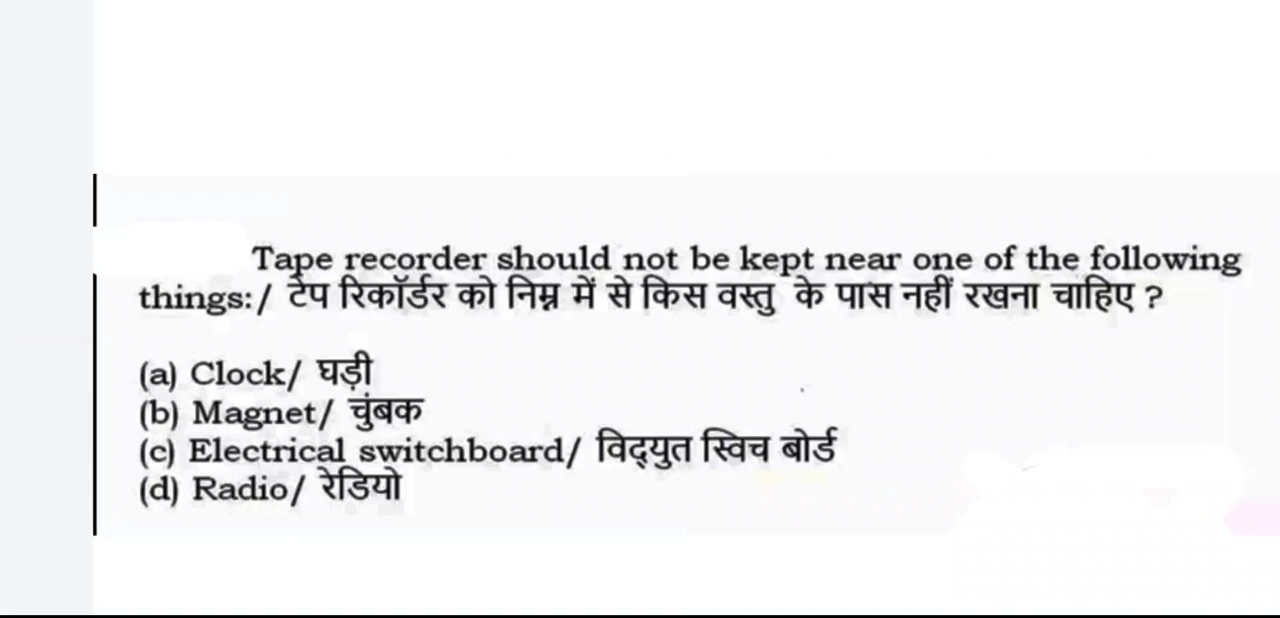 Tape recorder should not be kept near one of the following
things:/ टेप रिकॉर्डर को निम्न में से किस वस्तु के पास नहीं रखना चाहिए ?
(a) Clock/ घड़ी
(b) Magnet/ चुंबक
(c) Electrical switchboard/ विद्युत स्विच बोर्ड
(d) Radio/ रेडियो